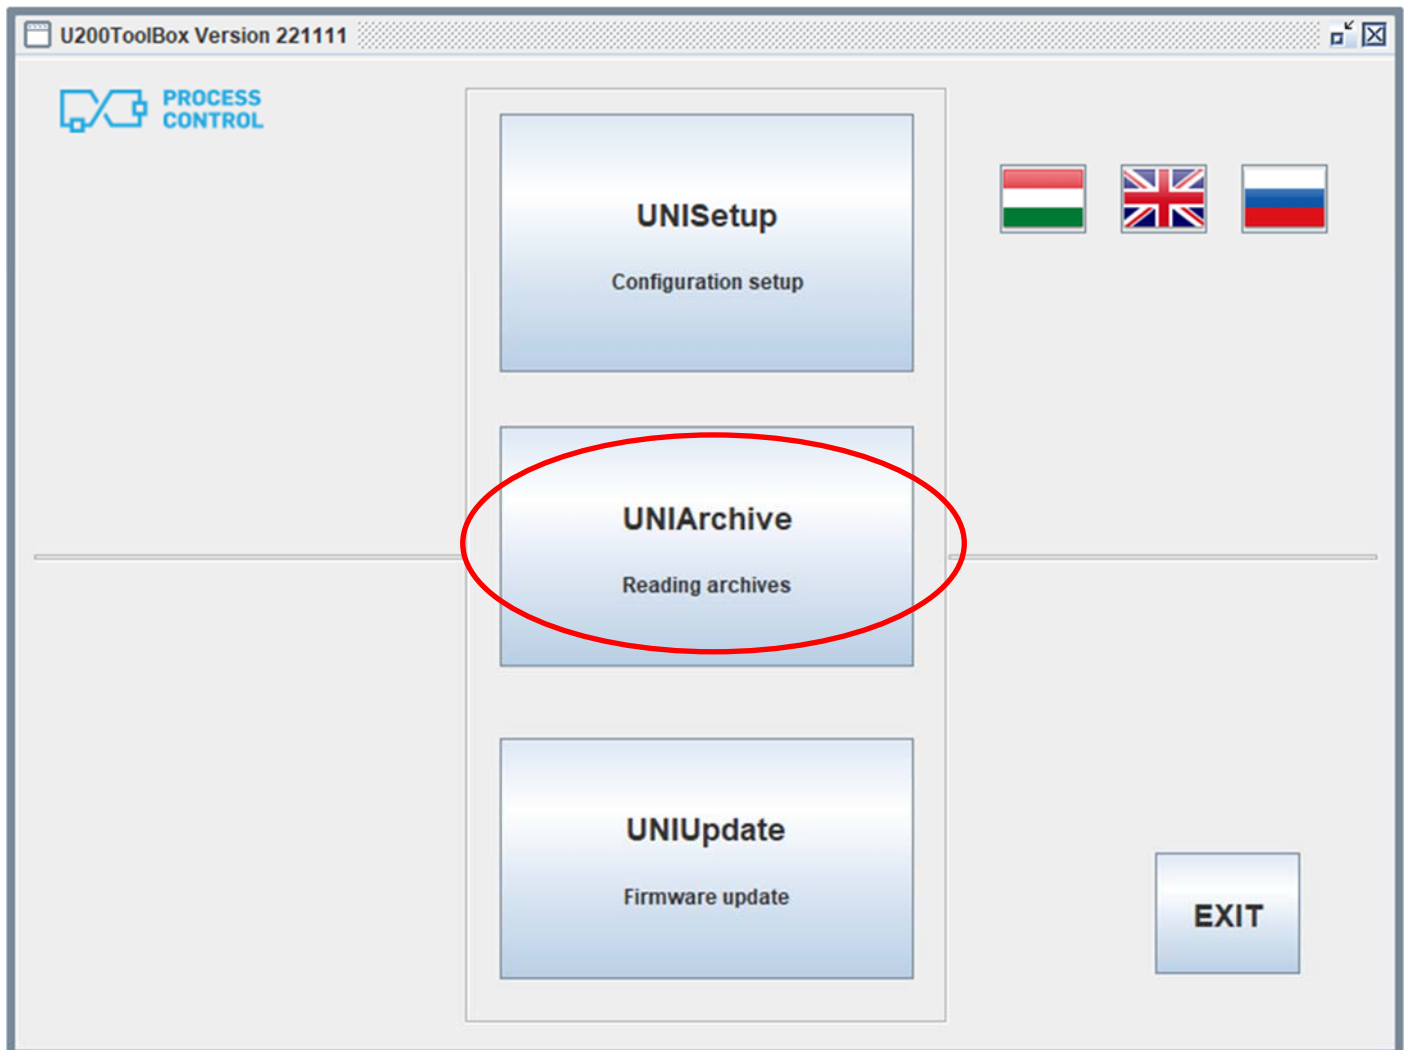 U200ToolBox Version 221111
PROCESS
CONTROL
UNISetup
Configuration setup
UNIArchive
Reading archives
UNIUpdate
Firmware update
EXIT